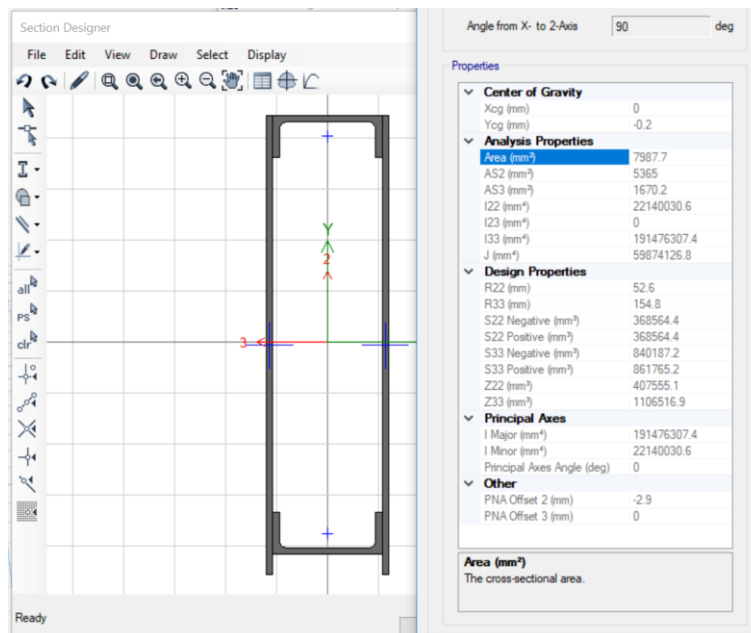 Section Designer
File Edit View Draw Select Display
all
PS
clr
Y
2
3
Ready
Angle from X- to 2-Axis 90 deg
Properties
Center of Gravity
Xcg (mm) 0
Ycg (mm) -0.2
Analysis Properties
Area (mm²) 7987.7
AS2 (mm²) 5365
AS3 (mm²) 1670.2
I22 (mm⁴) 22140030.6
I23 (mm⁴) 0
I33 (mm⁴) 191476307.4
J (mm⁴) 59874126.8
Design Properties
R22 (mm) 52.6
R33 (mm) 154.8
S22 Negative (mm³) 368564.4
S22 Positive (mm³) 368564.4
S33 Negative (mm³) 840187.2
S33 Positive (mm³) 861765.2
Z22 (mm³) 407555.1
Z33 (mm³) 1106516.9
Principal Axes
I Major (mm⁴) 191476307.4
I Minor (mm⁴) 22140030.6
Principal Axes Angle (deg) 0
Other
PNA Offset 2 (mm) -2.9
PNA Offset 3 (mm) 0
Area (mm²)
The cross-sectional area.